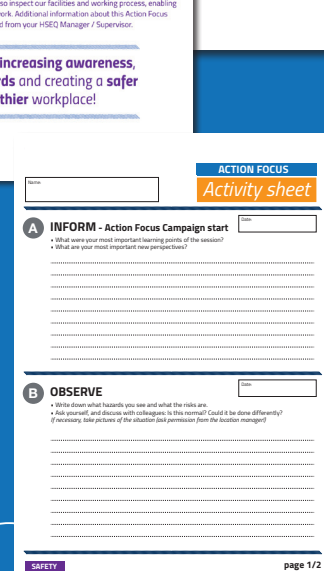 so inspect our facilities and working process, enabling
work. Additional information about this Action Focus
d from your HSEQ Manager / Supervisor.
increasing awareness,
rds and creating a safer
thier workplace!
ACTION FOCUS
Activity sheet
Name:
Date:
A INFORM - Action Focus Campaign start
• What were your most important learning points of the session?
• What are your most important new perspectives?
Date:
B OBSERVE
• Write down what hazards you see and what the risks are.
• Ask yourself, and discuss with colleagues: Is this normal? Could it be done differently?
If necessary, take pictures of the situation (ask permission from the location manager!)
SAFETY
page 1/2